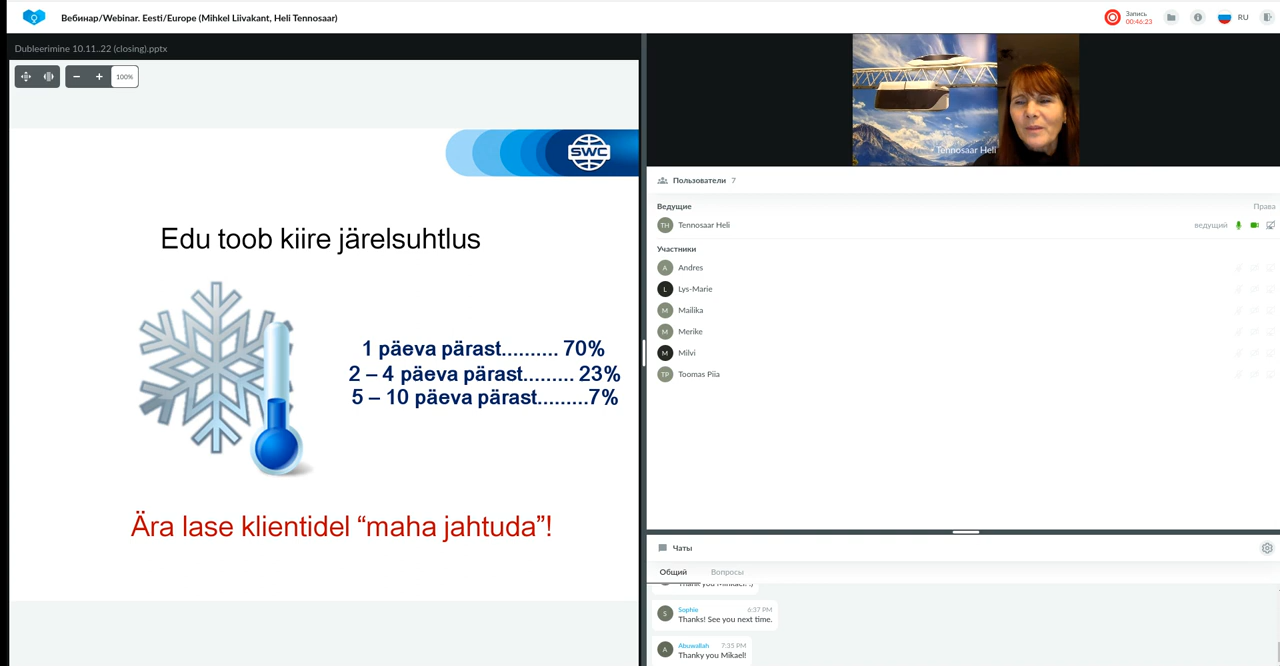 Вебинар/Webinar. Eesti/Europe (Mihkel Liivakant, Heli Tennosaar)
Запись
00:46:23
RU
Dubleerimine 10.11..22 (closing).pptx
100%
SWC
Edu toob kiire järelsuhtlus
1 päeva pärast.......... 70%
2 – 4 päeva pärast........ 23%
5 – 10 päeva pärast.........7%
Ära lase klientidel “maha jahtuda”!
Tennosaar Heli
Пользователи 7
Ведущие
Права
TH Tennosaar Heli
ведущий
Участники
A Andres
L Lys-Marie
M Mailika
M Merike
M Milvi
TP Toomas Piia
Чаты
Общий
Вопросы
S Sophie 6:37 PM
Thanks! See you next time.
A Abuwallah 7:35 PM
Thanky you Mikael!